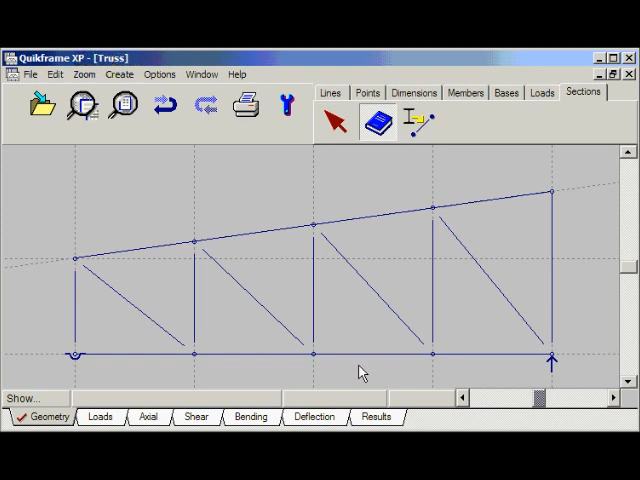 Quikframe XP - [Truss]
File Edit Zoom Create Options Window Help
Lines Points Dimensions Members Bases Loads Sections
Show...
Geometry Loads Axial Shear Bending Deflection Results